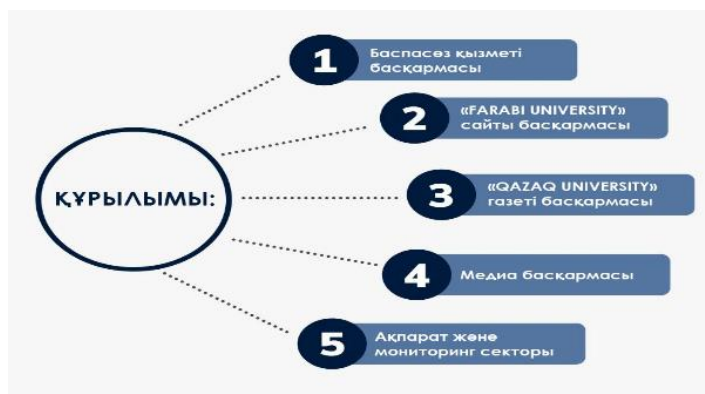 ҚҰРЫЛЫМЫ:
1
Баспасөз қызметі
басқармасы
2
«FARABI UNIVERSITY»
сайты басқармасы
3
«QAZAQ UNIVERSITY»
газеті басқармасы
4
Медиа басқармасы
5
Ақпарат және
мониторинг секторы